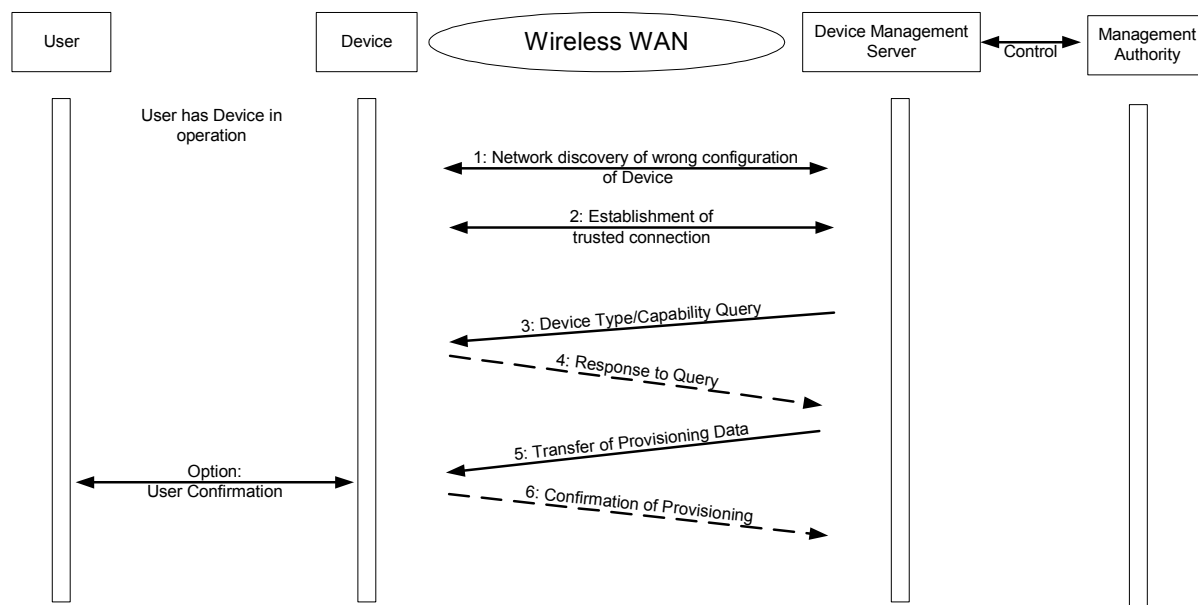 User
Device
Wireless WAN
Device Management
Server
Control
Management
Authority
User has Device in
operation
1: Network discovery of wrong configuration
of Device
2: Establishment of
trusted connection
3: Device Type/Capability Query
4: Response to Query
5: Transfer of Provisioning Data
Option:
User Confirmation
6: Confirmation of Provisioning